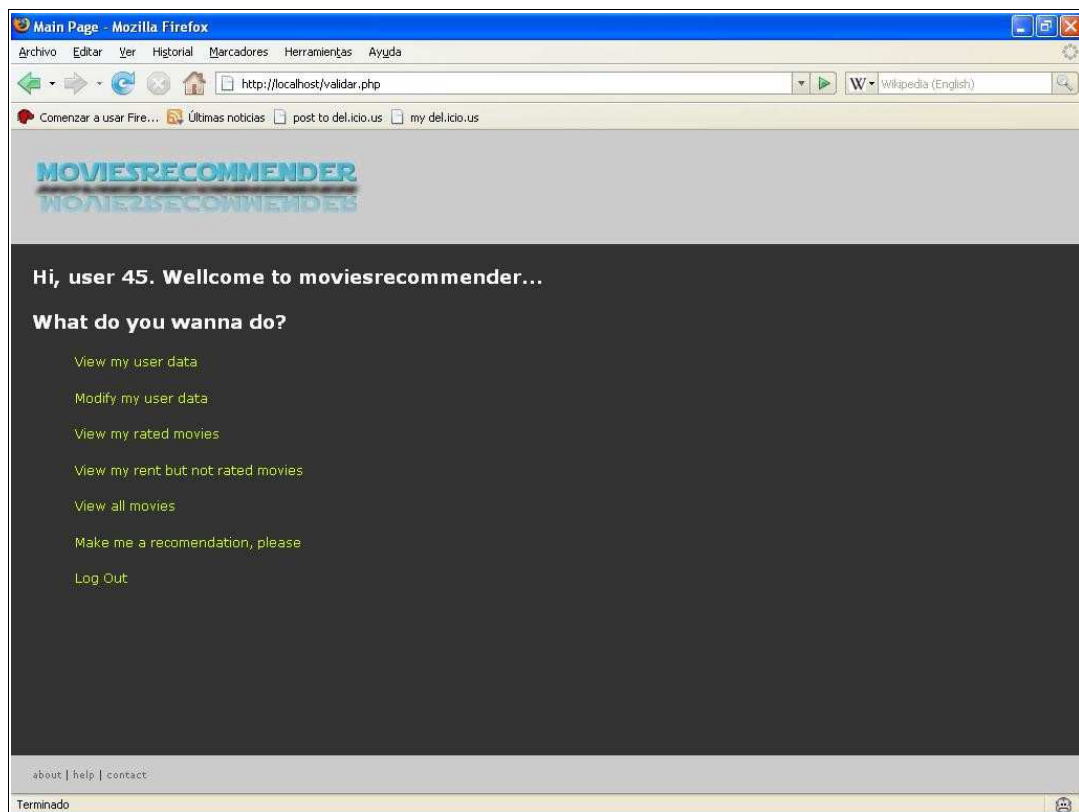 Main Page - Mozilla Firefox
Archivo Editar Ver Historial Marcadores Herramientas Ayuda
http://localhost/validar.php W Wikipedia (English)
Comenzar a usar Fire... Últimas noticias post to del.icio.us my del.icio.us
MOVIESRECOMMENDER
Hi, user 45. Wellcome to moviesrecommender...
What do you wanna do?
View my user data
Modify my user data
View my rated movies
View my rent but not rated movies
View all movies
Make me a recomendation, please
Log Out
about | help | contact
Terminado